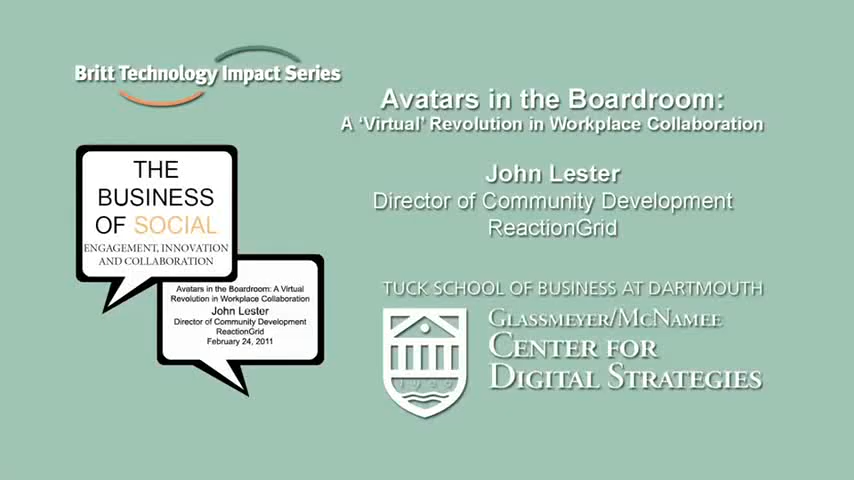 Britt Technology Impact Series
Avatars in the Boardroom:
A 'Virtual' Revolution in Workplace Collaboration
John Lester
Director of Community Development
ReactionGrid
THE
BUSINESS
OF SOCIAL
ENGAGEMENT, INNOVATION
AND COLLABORATION
Avatars in the Boardroom: A Virtual
Revolution in Workplace Collaboration
John Lester
Director of Community Development
ReactionGrid
February 24, 2011
TUCK SCHOOL OF BUSINESS AT DARTMOUTH
GLASSMEYER/MCNAMEE
CENTER FOR
DIGITAL STRATEGIES